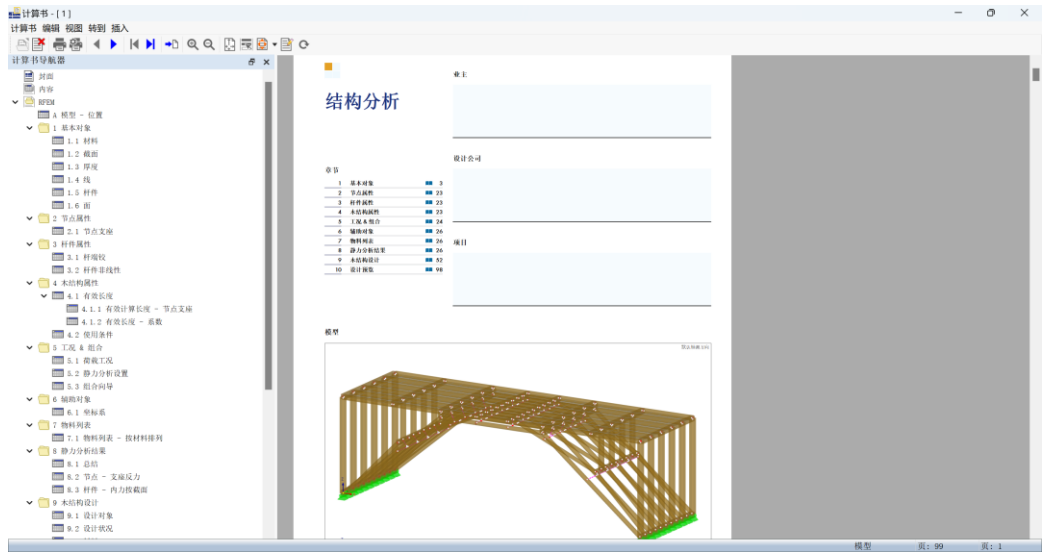 计算书 - [1]
计算书 编辑 视图 转到 插入
计算书导航器
封面
内容
RFEM
A 模型 - 位置
1 基本对象
1.1 材料
1.2 截面
1.3 厚度
1.4 线
1.5 杆件
1.6 面
2 节点属性
2.1 节点支座
3 杆件属性
3.1 杆端铰
3.2 杆件非线性
4 木结构属性
4.1 有效长度
4.1.1 有效计算长度 - 节点支座
4.1.2 有效长度 - 系数
4.2 使用条件
5 工况 & 组合
5.1 荷载工况
5.2 静力分析设置
5.3 组合向导
6 辅助对象
6.1 坐标系
7 物料列表
7.1 物料列表 - 按材料排列
8 静力分析结果
8.1 总结
8.2 节点 - 支座反力
8.3 杆件 - 内力按截面
9 木结构设计
9.1 设计对象
9.2 设计状况
结构分析
章节
1 基本对象 3
2 节点属性 23
3 杆件属性 23
4 木结构属性 23
5 工况 & 组合 24
6 辅助对象 26
7 物料列表 26
8 静力分析结果 26
9 木结构设计 52
10 设计预览 98
业主
设计公司
项目
模型
模型 页: 99 页: 1